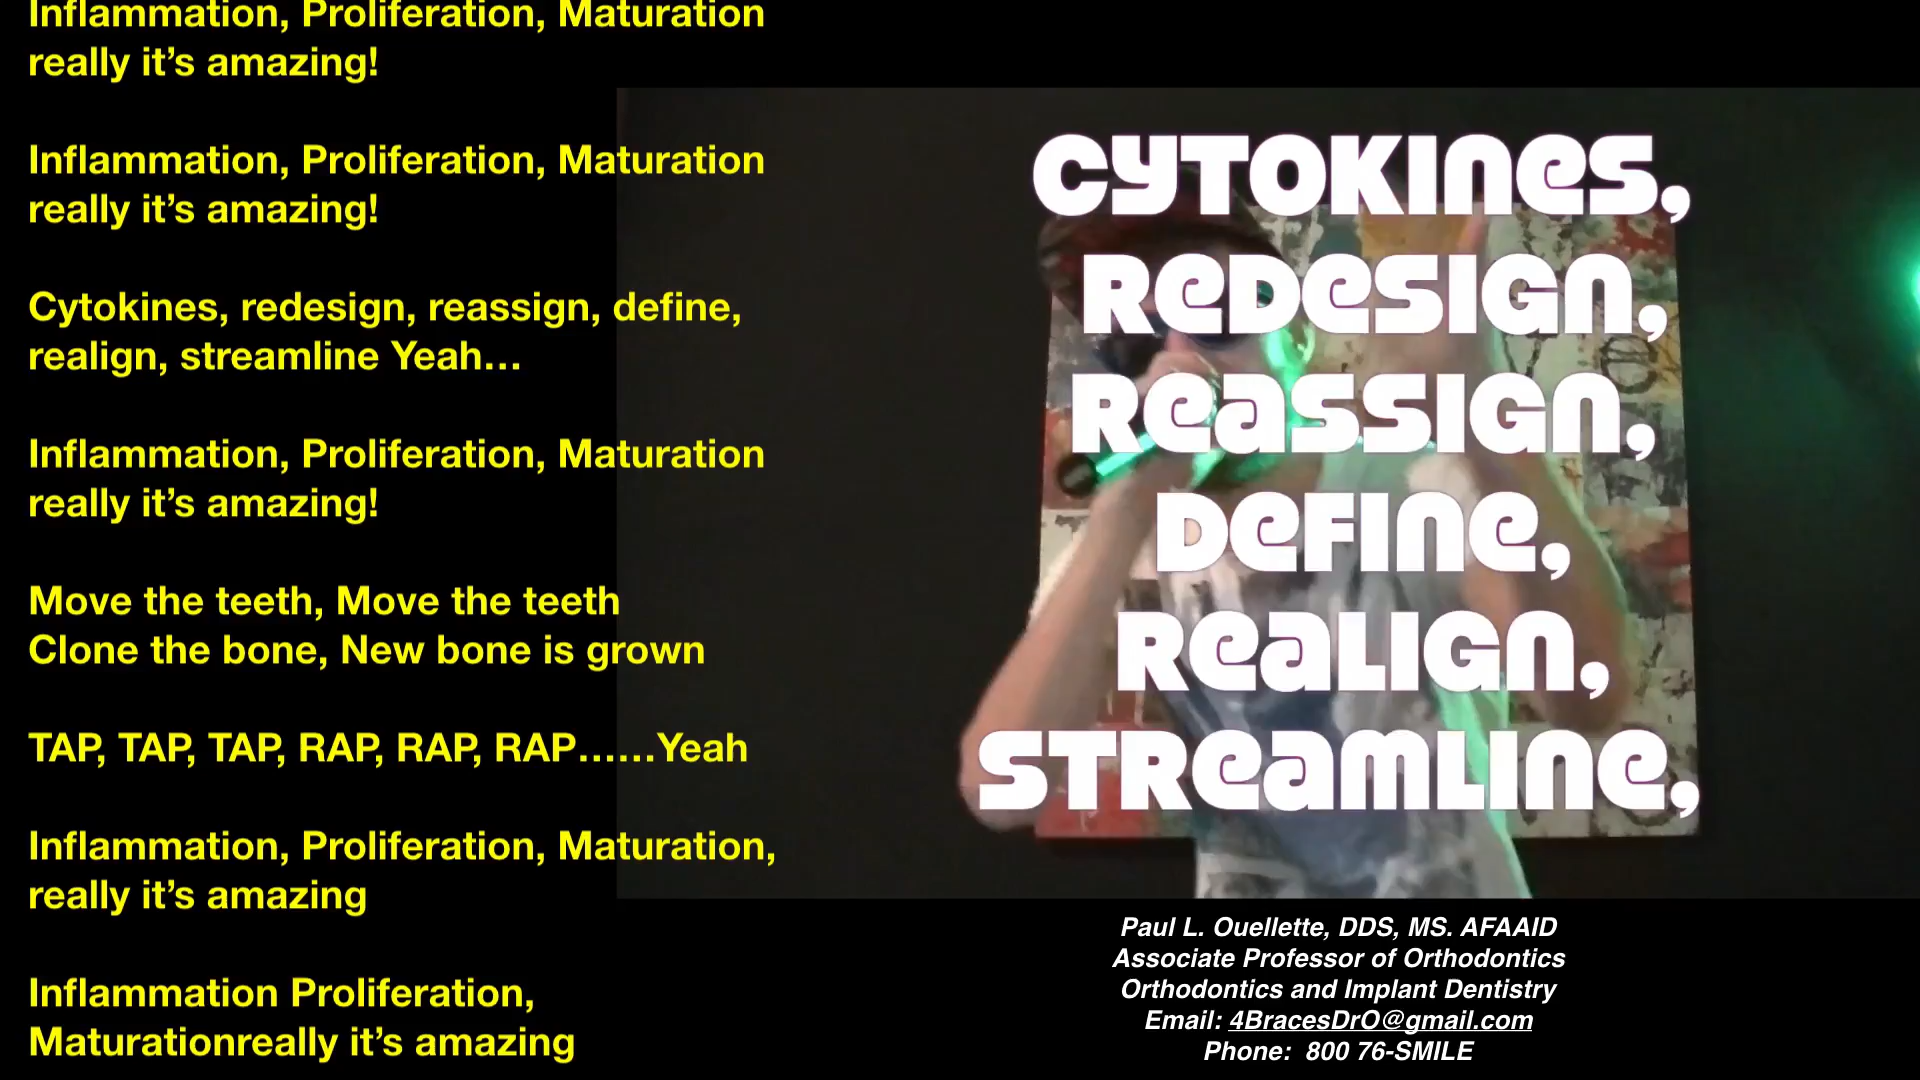 Inflammation, Proliferation, Maturation
really it's amazing!
Inflammation, Proliferation, Maturation
really it's amazing!
Cytokines, redesign, reassign, define,
realign, streamline Yeah…
Inflammation, Proliferation, Maturation
really it's amazing!
Move the teeth, Move the teeth
Clone the bone, New bone is grown
TAP, TAP, TAP, RAP, RAP, RAP……Yeah
Inflammation, Proliferation, Maturation,
really it's amazing
Inflammation Proliferation,
Maturationreally it's amazing
CYTOKINES,
REDESIGN,
REASSIGN,
DEFINE,
REALIGN,
STREAMLINE,
Paul L. Ouellette, DDS, MS. AFAAID
Associate Professor of Orthodontics
Orthodontics and Implant Dentistry
Email: 4BracesDrO@gmail.com
Phone:  800 76-SMILE